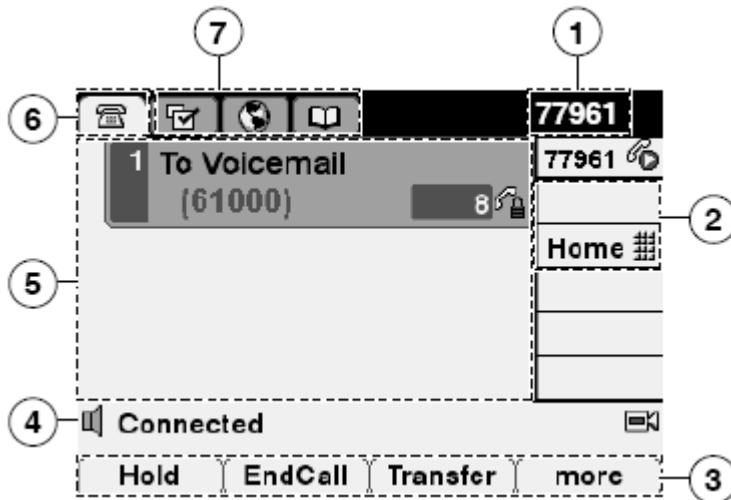 7
1
6
77961
1 To Voicemail
77961
(61000)
8
2
Home
5
4
Connected
Hold EndCall Transfer more
3